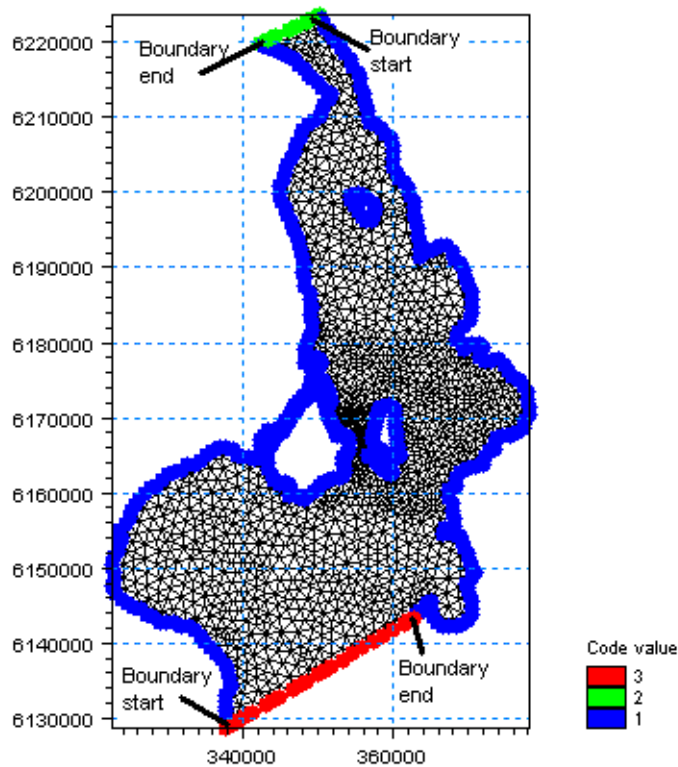 6220000
6210000
6200000
6190000
6180000
6170000
6160000
6150000
6140000
6130000
340000
360000
Boundary
end
Boundary
start
Boundary
start
Boundary
end
Code value
3
2
1